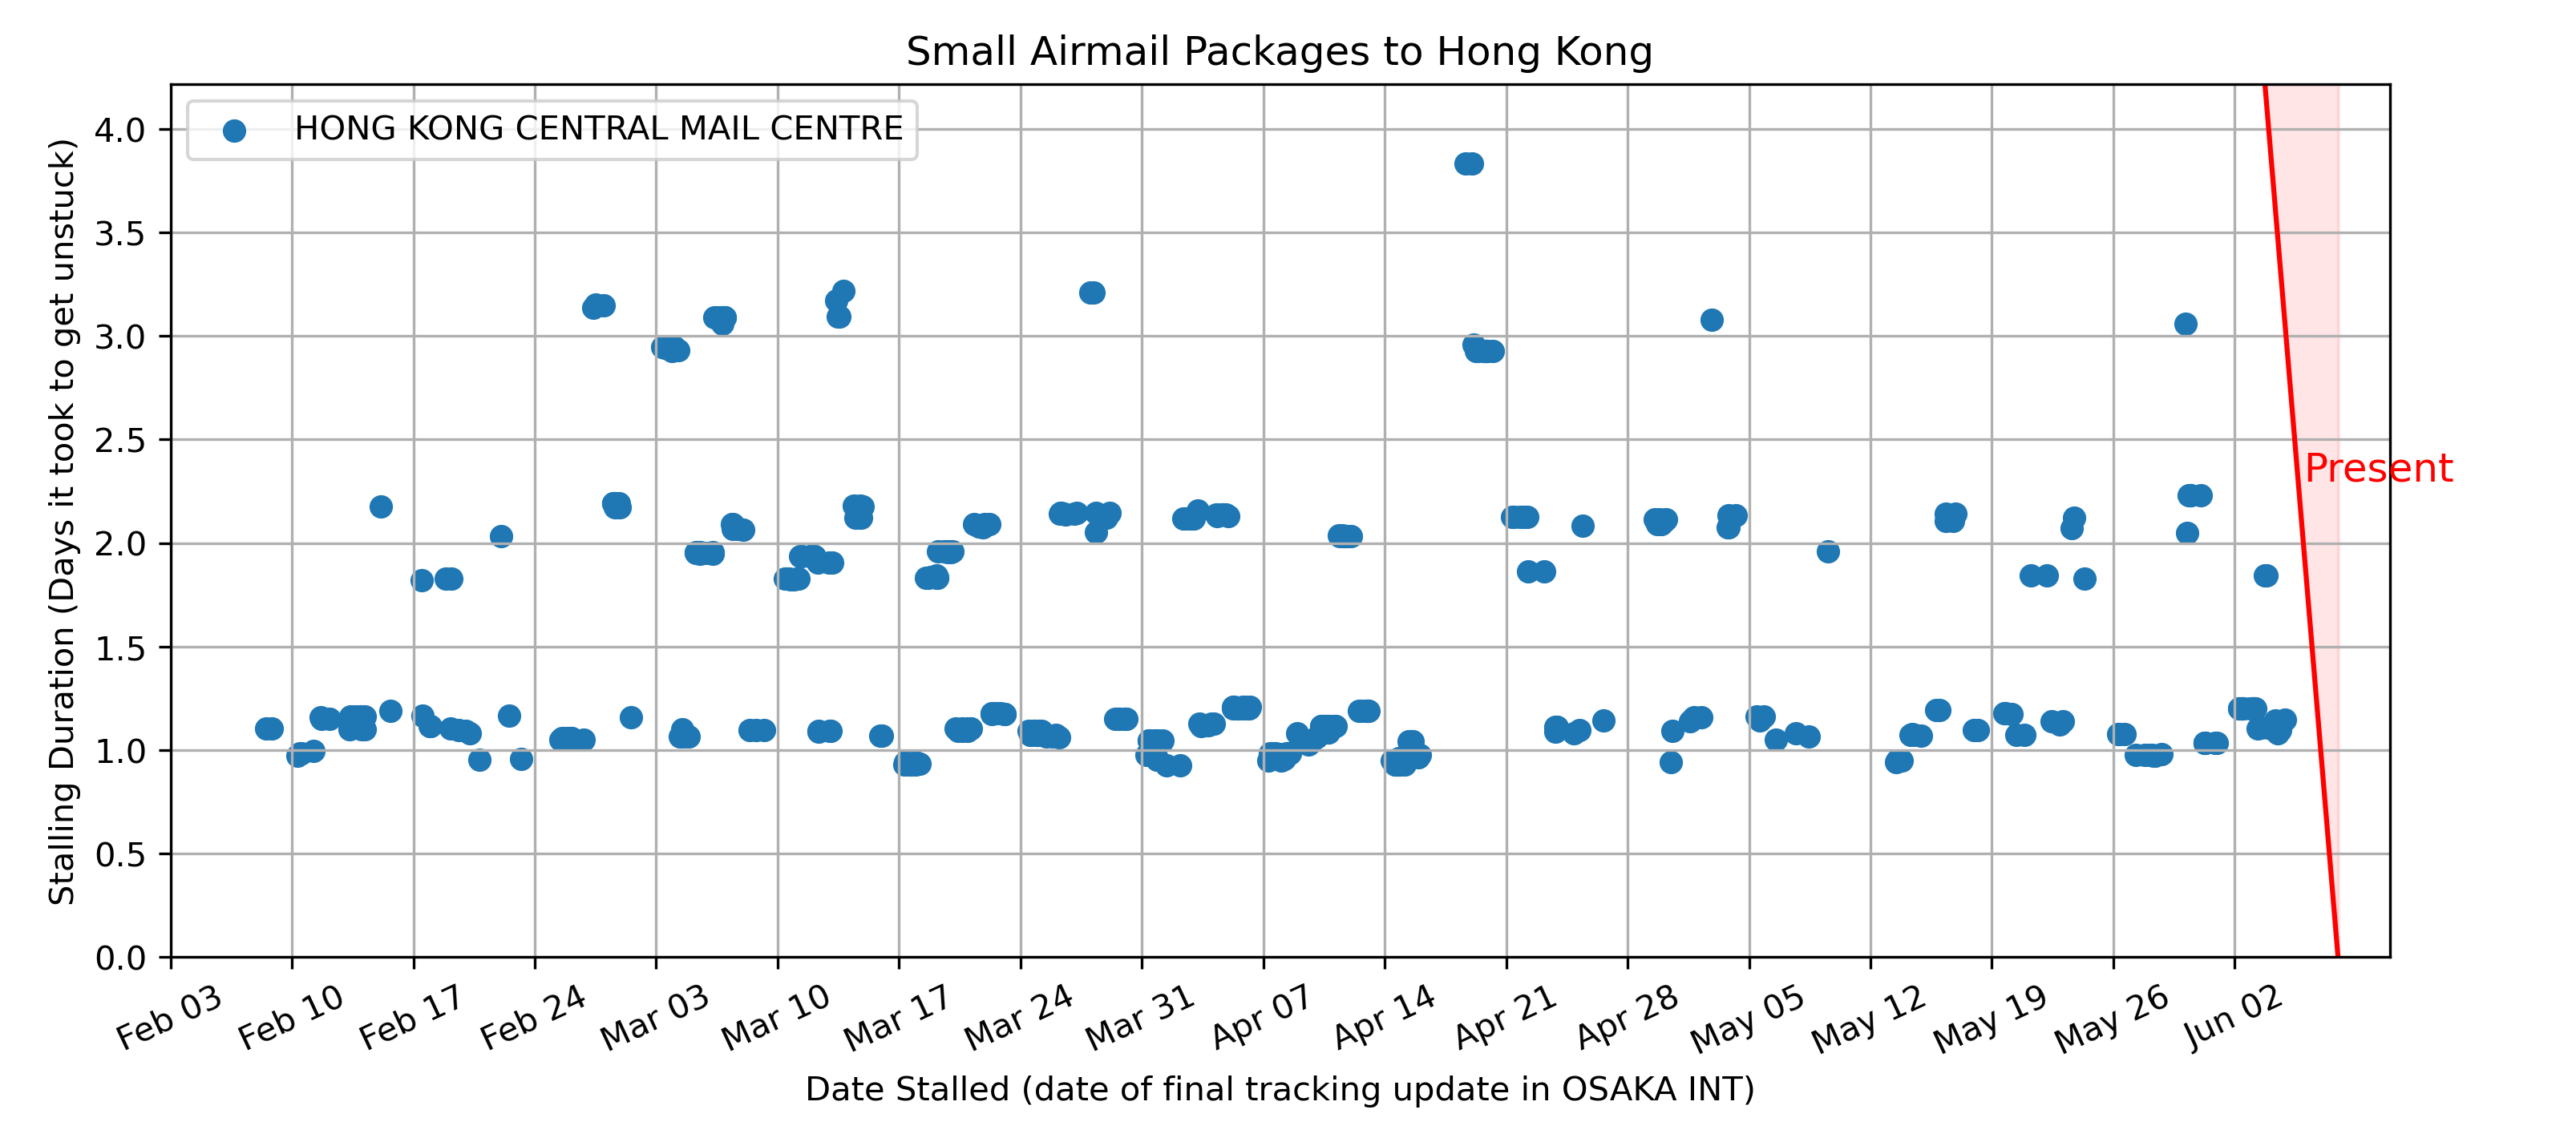 Small Airmail Packages to Hong Kong
HONG KONG CENTRAL MAIL CENTRE
Stalling Duration (Days it took to get unstuck)
4.0
3.5
3.0
2.5
2.0
1.5
1.0
0.5
0.0
Present
Feb 03
Feb 10
Feb 17
Feb 24
Mar 03
Mar 10
Mar 17
Mar 24
Mar 31
Apr 07
Apr 14
Apr 21
Apr 28
May 05
May 12
May 19
May 26
Jun 02
Date Stalled (date of final tracking update in OSAKA INT)